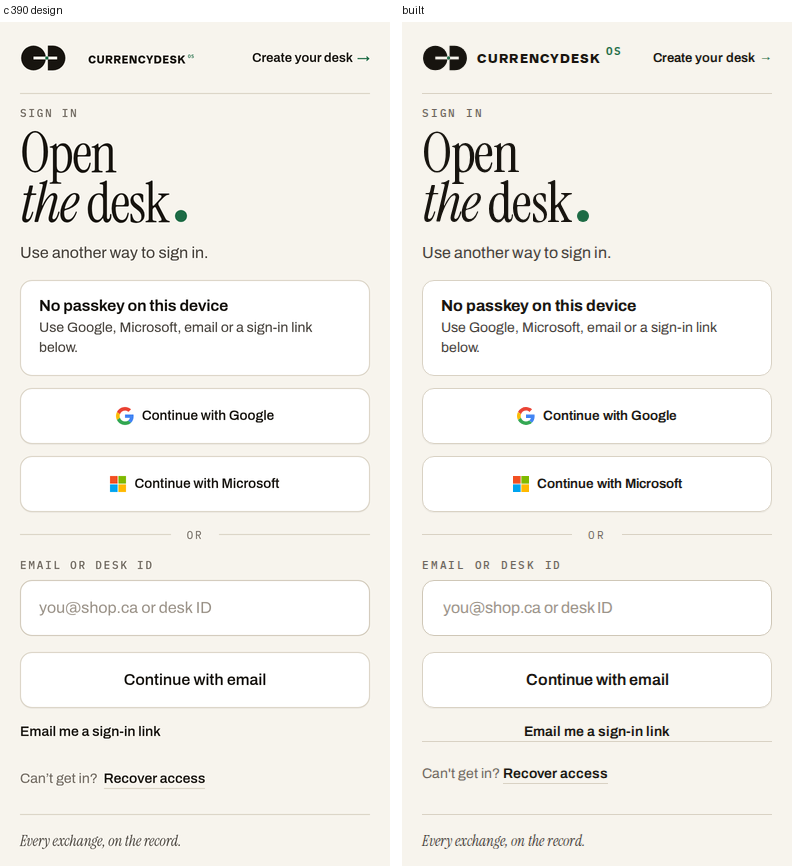 c 390 design
CURRENCYDESK OS
Create your desk →
SIGN IN
Open
the desk.
Use another way to sign in.
No passkey on this device
Use Google, Microsoft, email or a sign-in link
below.
Continue with Google
Continue with Microsoft
OR
EMAIL OR DESK ID
you@shop.ca or desk ID
Continue with email
Email me a sign-in link
Can't get in? Recover access
Every exchange, on the record.
built
CURRENCYDESK OS
Create your desk →
SIGN IN
Open
the desk.
Use another way to sign in.
No passkey on this device
Use Google, Microsoft, email or a sign-in link
below.
Continue with Google
Continue with Microsoft
OR
EMAIL OR DESK ID
you@shop.ca or desk ID
Continue with email
Email me a sign-in link
Can't get in? Recover access
Every exchange, on the record.